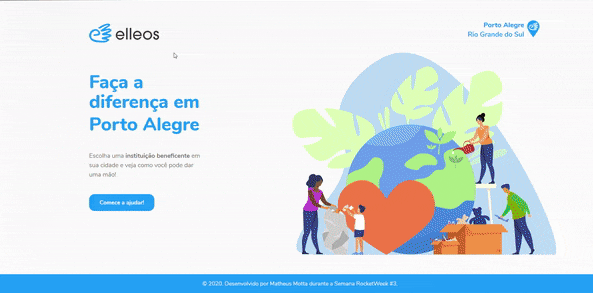 elleos
Porto Alegre
Rio Grande do Sul
Faça a
diferença em
Porto Alegre
Escolha uma instituição beneficente em
sua cidade e veja como você pode dar
uma mão!
Comece a ajudar!
© 2020. Desenvolvido por Matheus Motta durante a Semana RocketWeek #3.